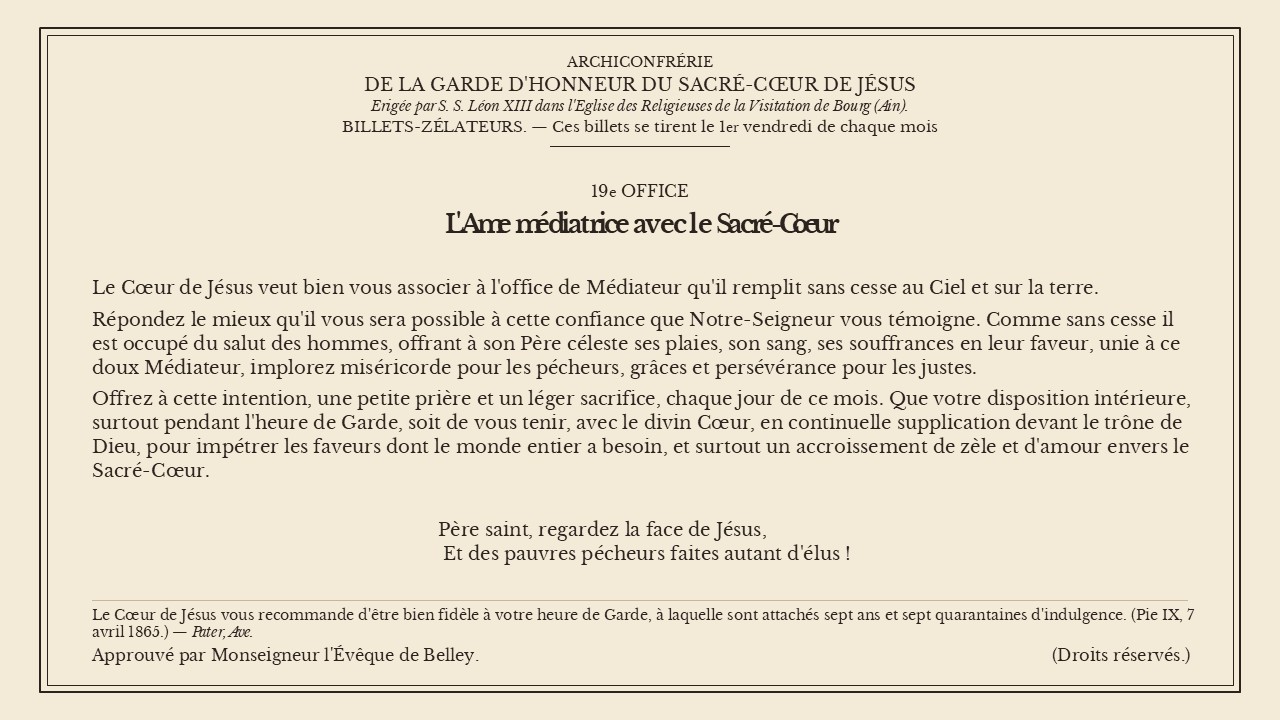 ARCHICONFRÉRIE
DE LA GARDE D'HONNEUR DU SACRÉ-CŒUR DE JÉSUS
Erigée par S. S. Léon XIII dans l'Eglise des Religieuses de la Visitation de Bourg (Ain).
BILLETS-ZÉLATEURS. — Ces billets se tirent le 1er vendredi de chaque mois
19e OFFICE
L'Ame médiatrice avec le Sacré-Cœur
Le Cœur de Jésus veut bien vous associer à l'office de Médiateur qu'il remplit sans cesse au Ciel et sur la terre.
Répondez le mieux qu'il vous sera possible à cette confiance que Notre-Seigneur vous témoigne. Comme sans cesse il
est occupé du salut des hommes, offrant à son Père céleste ses plaies, son sang, ses souffrances en leur faveur, unie à ce
doux Médiateur, implorez miséricorde pour les pécheurs, grâces et persévérance pour les justes.
Offrez à cette intention, une petite prière et un léger sacrifice, chaque jour de ce mois. Que votre disposition intérieure,
surtout pendant l'heure de Garde, soit de vous tenir, avec le divin Cœur, en continuelle supplication devant le trône de
Dieu, pour impétrer les faveurs dont le monde entier a besoin, et surtout un accroissement de zèle et d'amour envers le
Sacré-Cœur.
Père saint, regardez la face de Jésus,
Et des pauvres pécheurs faites autant d'élus !
Le Cœur de Jésus vous recommande d'être bien fidèle à votre heure de Garde, à laquelle sont attachés sept ans et sept quarantaines d'indulgence. (Pie IX, 7
avril 1865.) — Pater, Ave.
Approuvé par Monseigneur l'Évêque de Belley.
(Droits réservés.)